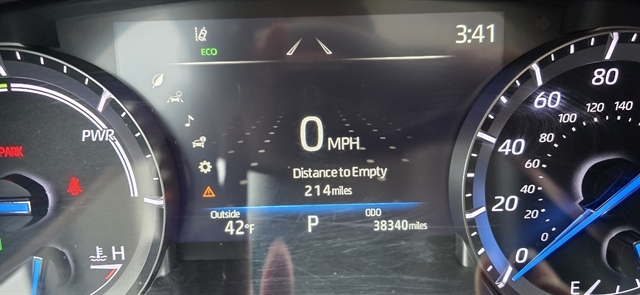 3:41
ECO
80
60
100
120
140
PWR
80
0 MPH
40
PARK
60
Distance to Empty
40
214 miles
20
20
Outside
ODO
P
42°F
38340 miles
0
0
H
E